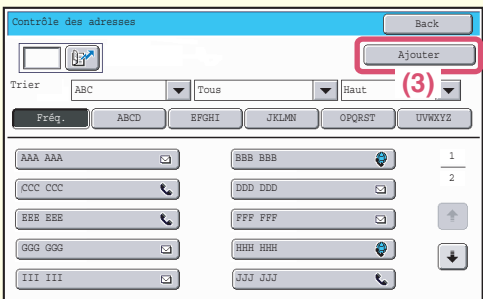 Contrôle des adresses Back
Ajouter
(3)
Trier ABC Tous Haut
Fréq. ABCD EFGHI JKLMN OPQRST UVWXYZ
AAA AAA BBB BBB 1
2
CCC CCC DDD DDD
EEE EEE FFF FFF
GGG GGG HHH HHH
III III JJJ JJJ